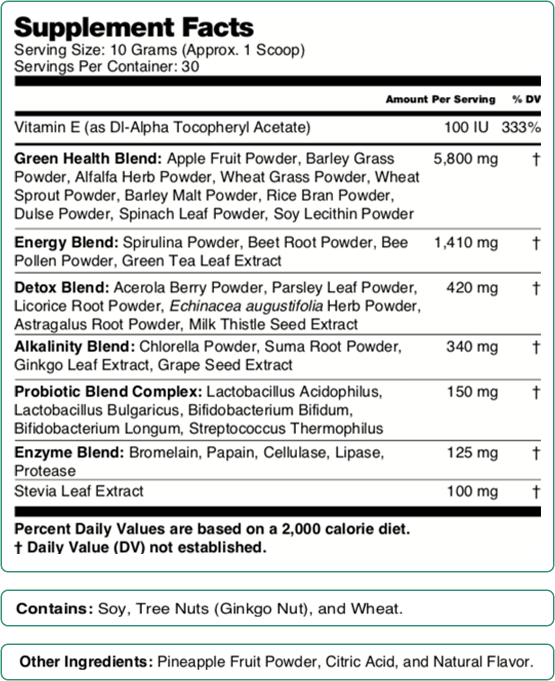 Supplement Facts
Serving Size: 10 Grams (Approx. 1 Scoop)
Servings Per Container: 30
Amount Per Serving % DV
Vitamin E (as Dl-Alpha Tocopheryl Acetate) 100 IU 333%
Green Health Blend: Apple Fruit Powder, Barley Grass 5,800 mg †
Powder, Alfalfa Herb Powder, Wheat Grass Powder, Wheat
Sprout Powder, Barley Malt Powder, Rice Bran Powder,
Dulse Powder, Spinach Leaf Powder, Soy Lecithin Powder
Energy Blend: Spirulina Powder, Beet Root Powder, Bee 1,410 mg †
Pollen Powder, Green Tea Leaf Extract
Detox Blend: Acerola Berry Powder, Parsley Leaf Powder, 420 mg †
Licorice Root Powder, Echinacea augustifolia Herb Powder,
Astragalus Root Powder, Milk Thistle Seed Extract
Alkalinity Blend: Chlorella Powder, Suma Root Powder, 340 mg †
Ginkgo Leaf Extract, Grape Seed Extract
Probiotic Blend Complex: Lactobacillus Acidophilus, 150 mg †
Lactobacillus Bulgaricus, Bifidobacterium Bifidum,
Bifidobacterium Longum, Streptococcus Thermophilus
Enzyme Blend: Bromelain, Papain, Cellulase, Lipase, 125 mg †
Protease
Stevia Leaf Extract 100 mg †
Percent Daily Values are based on a 2,000 calorie diet.
† Daily Value (DV) not established.
Contains: Soy, Tree Nuts (Ginkgo Nut), and Wheat.
Other Ingredients: Pineapple Fruit Powder, Citric Acid, and Natural Flavor.